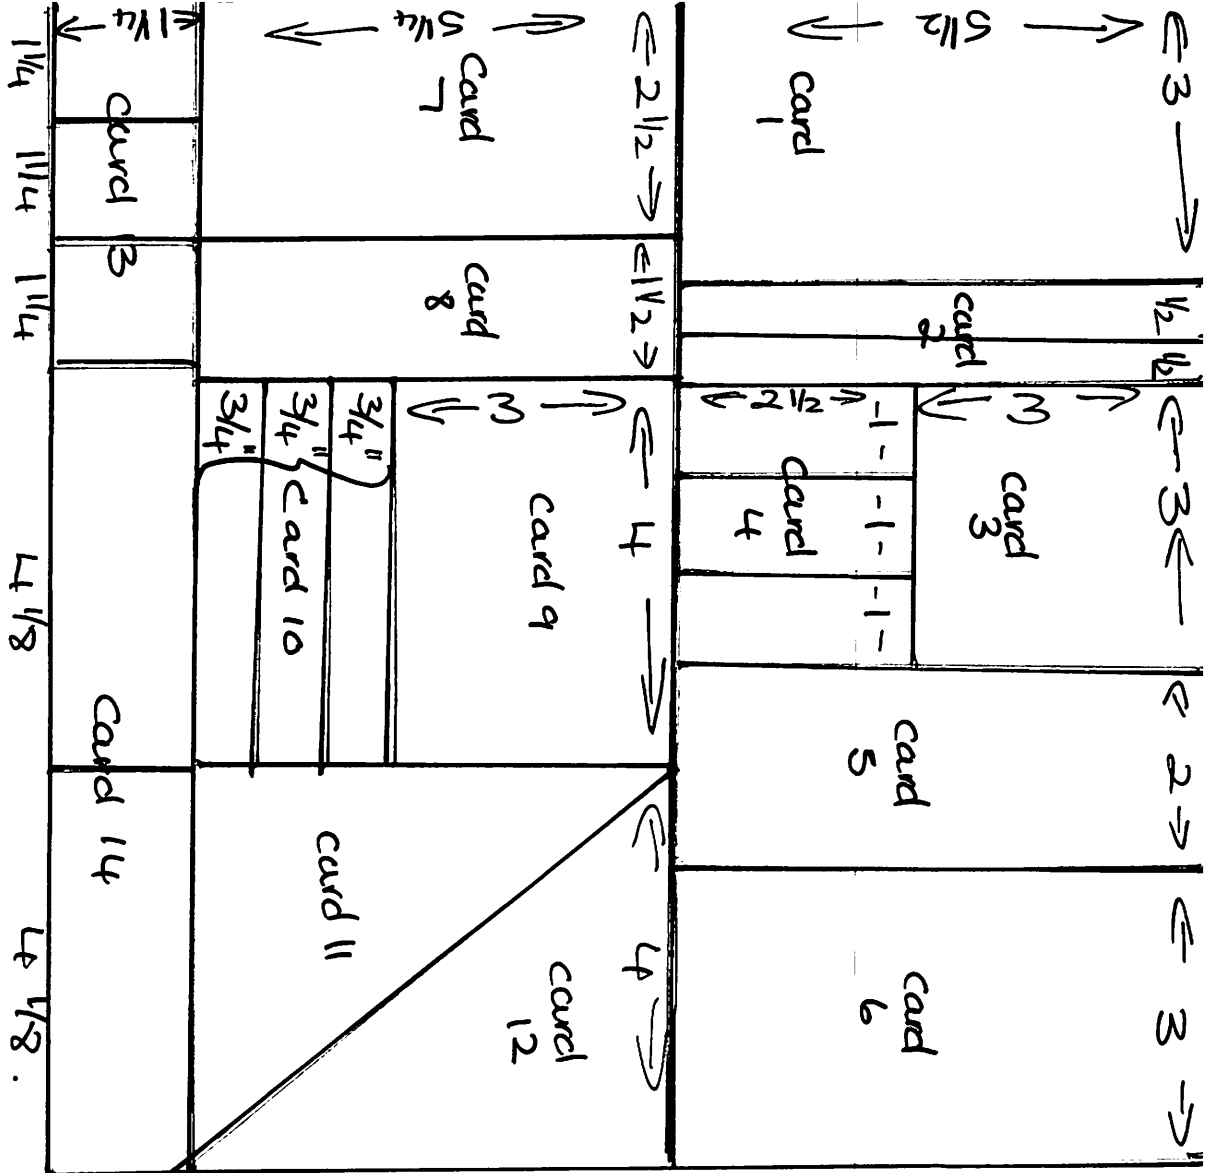 3 1/2 1/2 3 2 3
5 1/2
card
1
card
2
3
card
3
card
5
card
6
-1- -1- -1-
2 1/2
card
4
2 1/2 1 1/2 4 4
5 1/4
card
7
card
8
3
card 9
card
12
3/4"
3/4"
3/4"
Card 10
card 11
1 1/4
Card 13
Card 14
1 1/4 1 1/4 1 1/4 4 1/8 4 1/8.